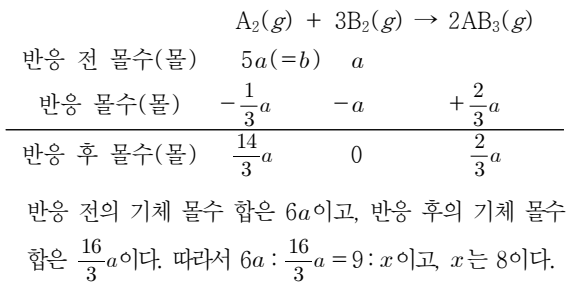 A₂(g) + 3B₂(g) → 2AB₃(g)
반응 전 몰수(몰) 5a(=b) a
반응 몰수(몰) −1/3a −a +2/3a
반응 후 몰수(몰) 14/3a 0 2/3a
반응 전의 기체 몰수 합은 6a이고, 반응 후의 기체 몰수
합은 16/3a이다. 따라서 6a : 16/3a = 9 : x이고, x는 8이다.